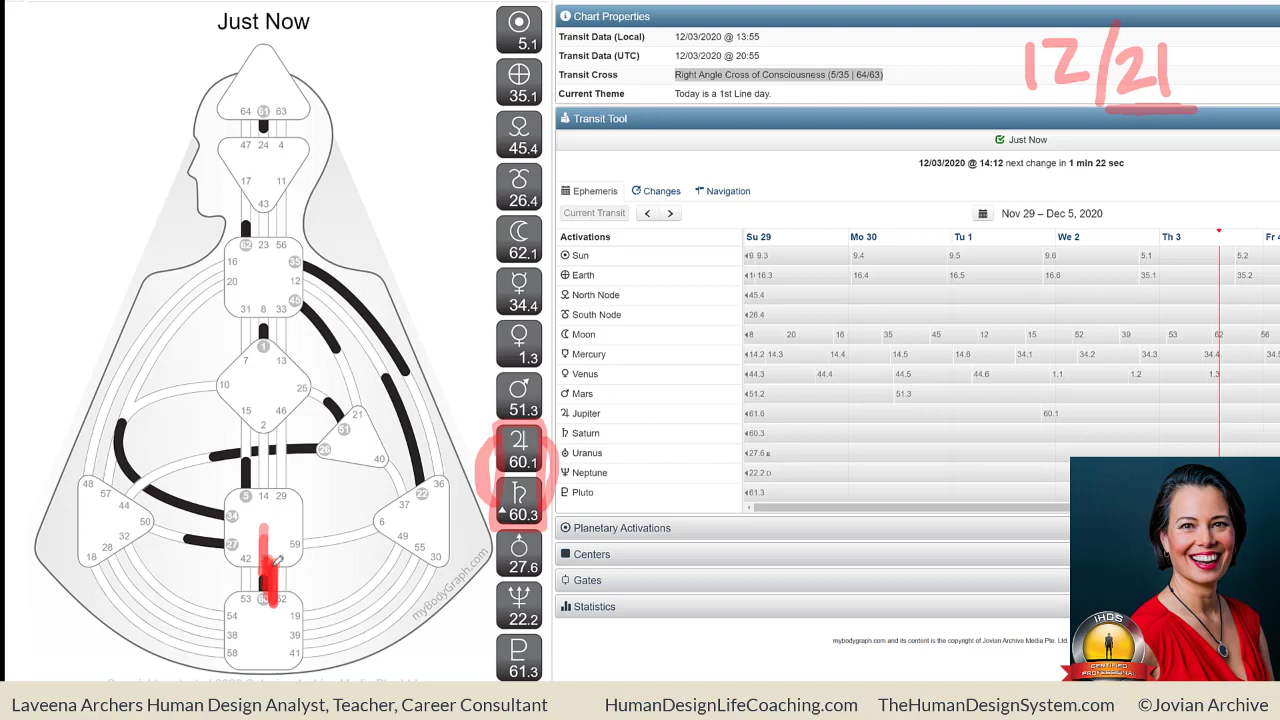 Just Now
64 61 63
47 24 4
17 11
43
62 23 56
16 35
20 12
45
31 8 33
1
7 13
10 25
15 46
2
21
51
26
40
48
57
44
50
32
28
18
36
22
37
6
49
55
30
5 14 29
34
27 59
42
53 52
54 19
38 39
58 41
myBodyGraph.com
5.1
35.1
45.4
26.4
62.1
34.4
1.3
51.3
60.1
60.3
27.6
22.2
61.3
Chart Properties
Transit Data (Local) 12/03/2020 @ 13:55
Transit Data (UTC) 12/03/2020 @ 20:55
Transit Cross Right Angle Cross of Consciousness (5/35 | 64/63)
Current Theme Today is a 1st Line day.
12/21
Transit Tool
Just Now
12/03/2020 @ 14:12 next change in 1 min 22 sec
Ephemeris Changes Navigation
Current Transit < > Nov 29 – Dec 5, 2020
Activations Su 29 Mo 30 Tu 1 We 2 Th 3 Fr 4
Sun 9.3 9.4 9.5 9.6 5.1 5.2
Earth 16.3 16.4 16.5 16.6 35.1 35.2
North Node 45.4
South Node 26.4
Moon 8 20 16 35 45 12 15 52 39 53 62 56
Mercury 14.2 14.3 14.4 14.5 14.6 34.1 34.2 34.3 34.4 34.5
Venus 44.3 44.4 44.5 44.6 1.1 1.2 1.3
Mars 51.2 51.3
Jupiter 61.6 60.1
Saturn 60.3
Uranus 27.6 R
Neptune 22.2 D
Pluto 61.3
Planetary Activations
Centers
Gates
Statistics
mybodygraph.com and its content is the copyright of Jovian Archive Media Pte. Ltd.
IHDS
CERTIFIED
PROFESSIONAL
Laveena Archers Human Design Analyst, Teacher, Career Consultant HumanDesignLifeCoaching.com TheHumanDesignSystem.com ©Jovian Archive